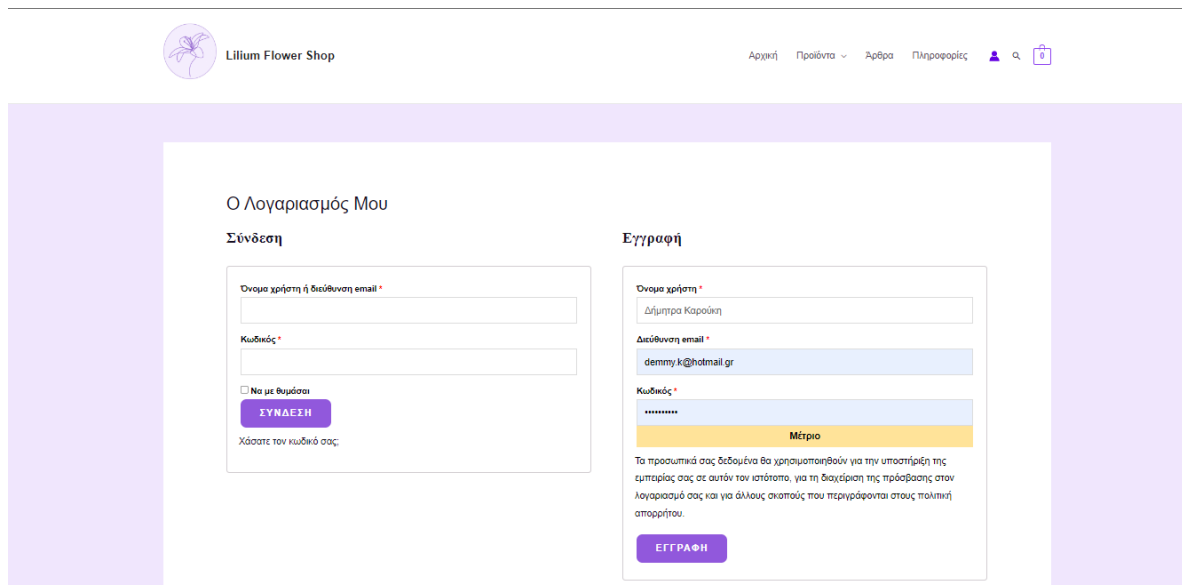 Lilium Flower Shop
Αρχική Προϊόντα Άρθρα Πληροφορίες 0
Ο Λογαριασμός Μου
Σύνδεση
Όνομα χρήστη ή διεύθυνση email *
Κωδικός *
Να με θυμάσαι
ΣΥΝΔΕΣΗ
Χάσατε τον κωδικό σας;
Εγγραφή
Όνομα χρήστη *
Δήμητρα Καρούκη
Διεύθυνση email *
demmy.k@hotmail.gr
Κωδικός *
••••••••••
Μέτριο
Τα προσωπικά σας δεδομένα θα χρησιμοποιηθούν για την υποστήριξη της
εμπειρίας σας σε αυτόν τον ιστότοπο, για τη διαχείριση της πρόσβασης στον
λογαριασμό σας και για άλλους σκοπούς που περιγράφονται στους πολιτική
απορρήτου.
ΕΓΓΡΑΦΗ